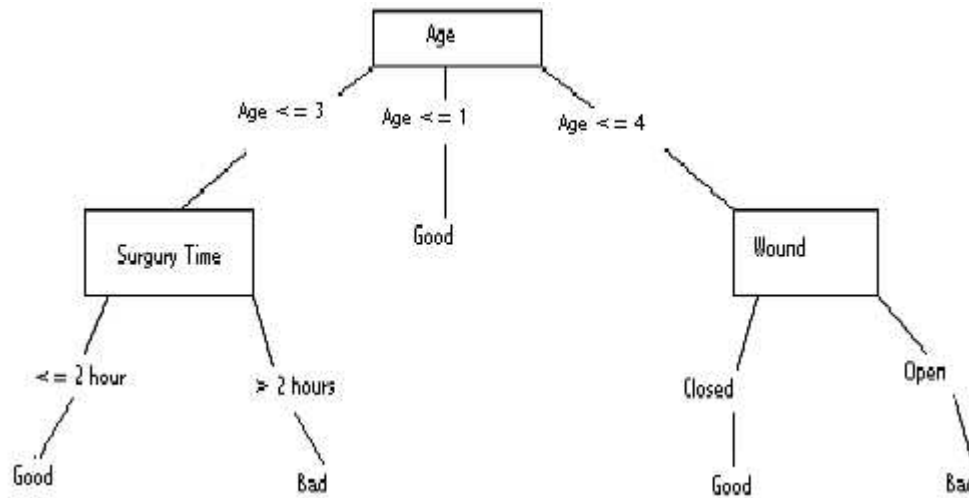 Age
Age <= 3
Age <= 1
Age <= 4
Good
Surgury Time
Wound
<= 2 hour
> 2 hours
Closed
Open
Good
Bad
Good
Bad